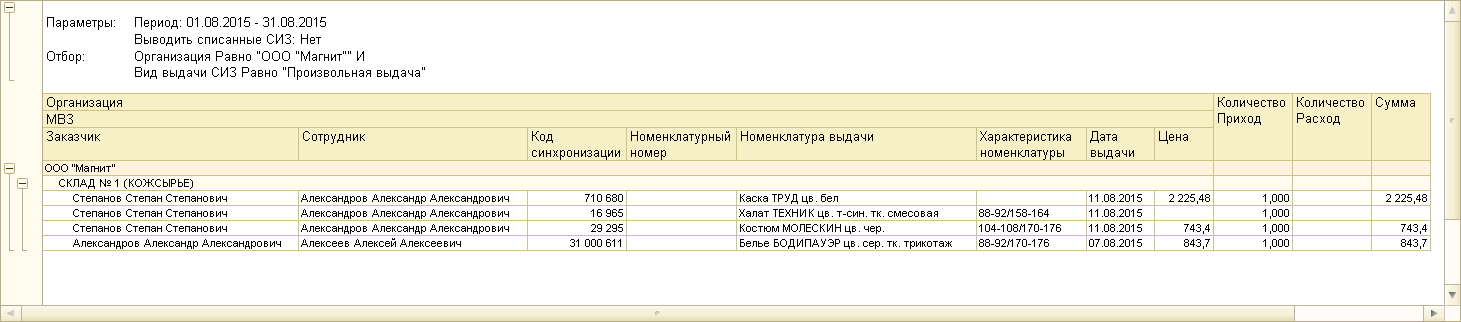 Параметры: Период: 01.08.2015 - 31.08.2015
Выводить списанные СИЗ: Нет
Отбор: Организация Равно "ООО "Магнит"" И
Вид выдачи СИЗ Равно "Произвольная выдача"
Организация Количество Приход Количество Расход Сумма
МВЗ
Заказчик Сотрудник Код синхронизации Номенклатурный номер Номенклатура выдачи Характеристика номенклатуры Дата выдачи Цена
ООО "Магнит"
СКЛАД № 1 (КОЖСЫРЬЕ)
Степанов Степан Степанович Александров Александр Александрович 710 680 Каска ТРУД цв. бел 11.08.2015 2 225,48 1,000 2 225,48
Степанов Степан Степанович Александров Александр Александрович 16 965 Халат ТЕХНИК цв. т-син. тк. смесовая 88-92/158-164 11.08.2015 1,000
Степанов Степан Степанович Александров Александр Александрович 29 295 Костюм МОЛЕСКИН цв. чер. 104-108/170-176 11.08.2015 743,4 1,000 743,4
Александров Александр Александрович Алексеев Алексей Алексеевич 31 000 611 Белье БОДИПАУЭР цв. сер. тк. трикотаж 88-92/170-176 07.08.2015 843,7 1,000 843,7